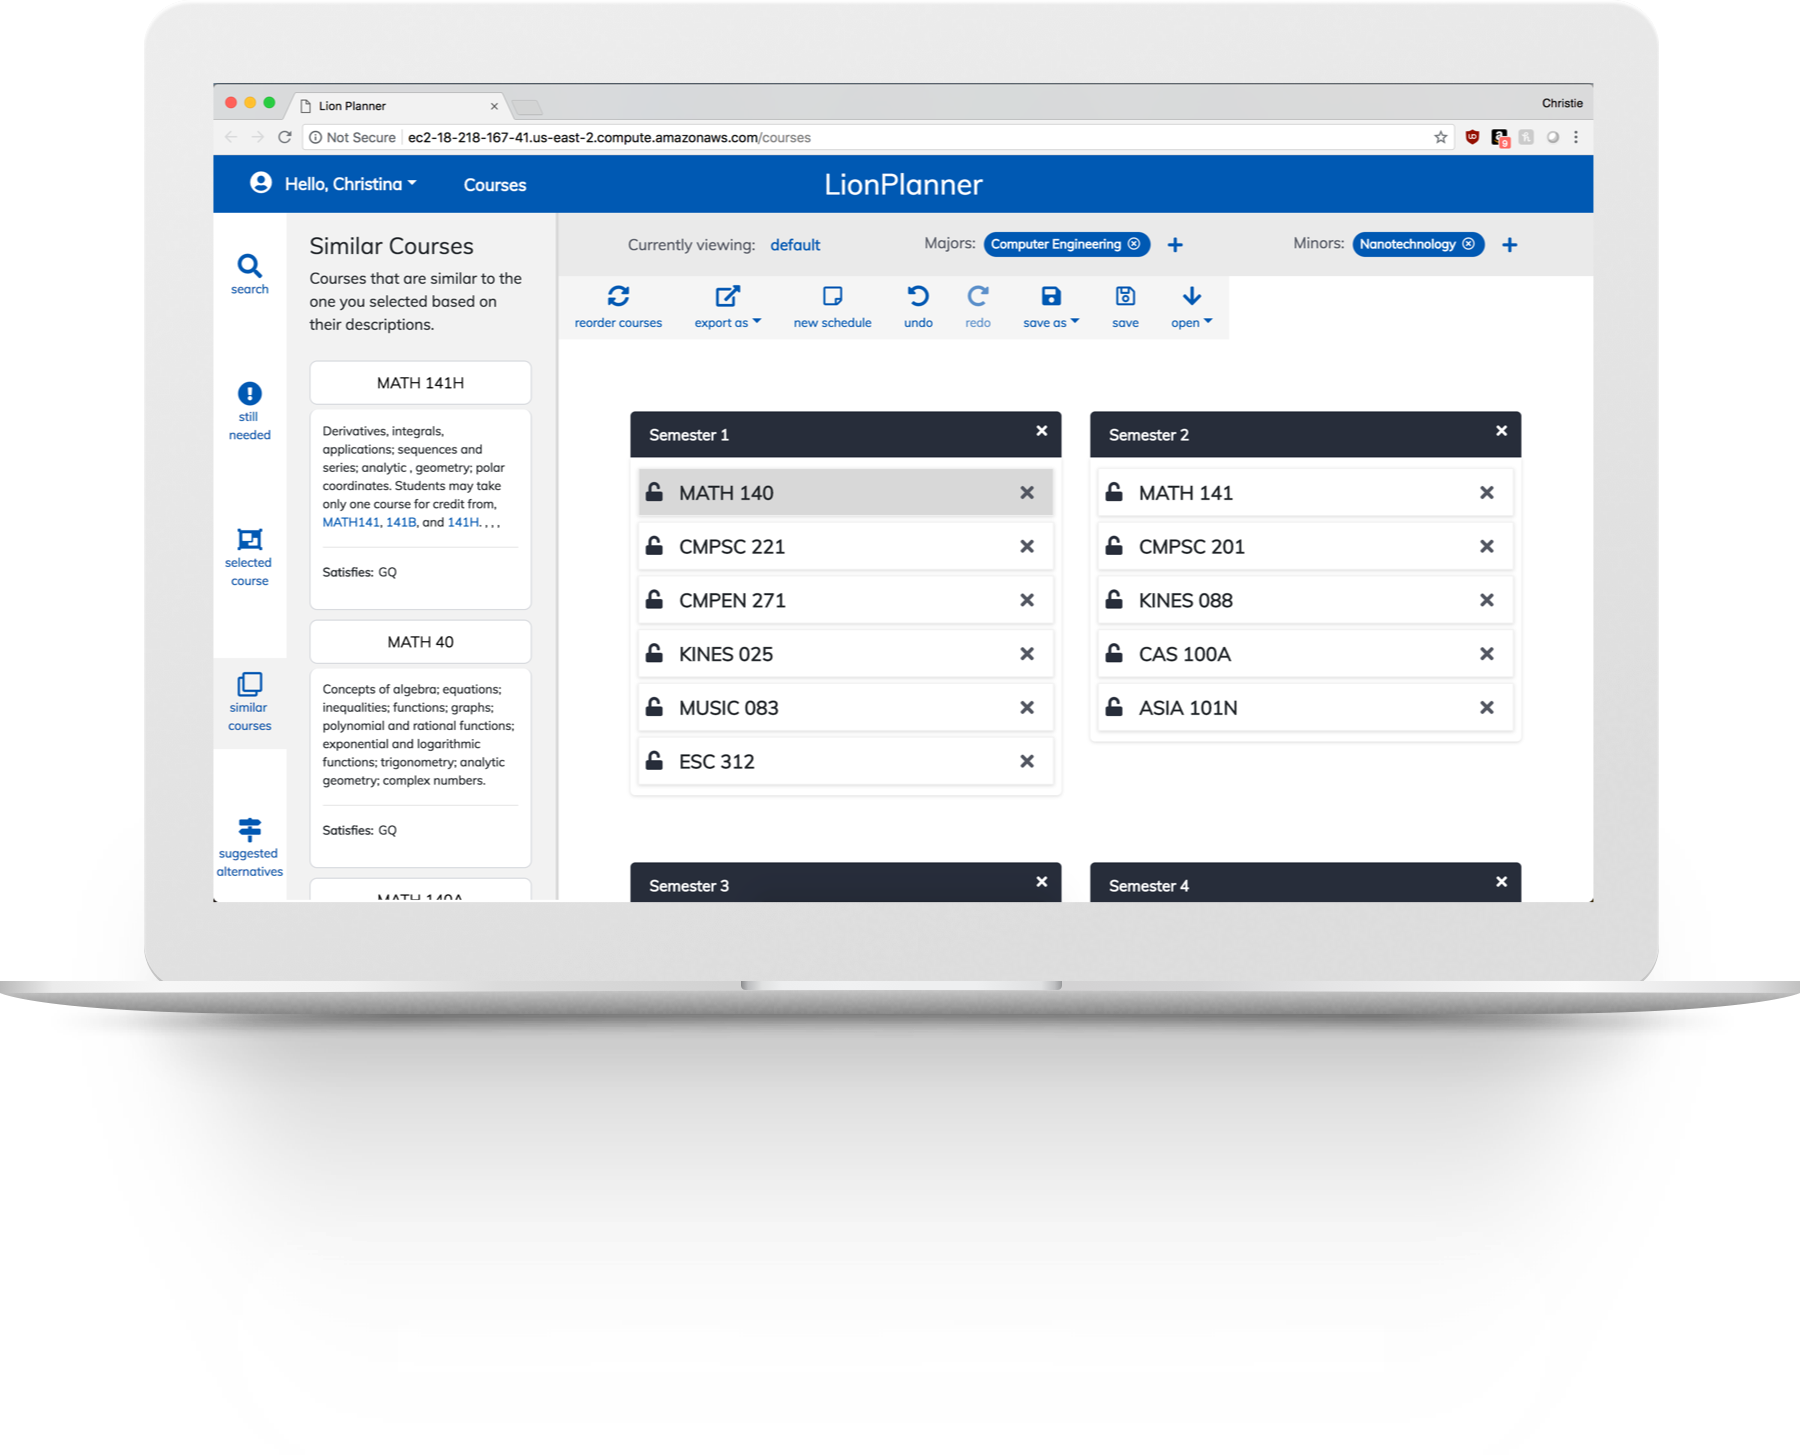 Lion Planner
Christie
Not Secure ec2-18-218-167-41.us-east-2.compute.amazonaws.com/courses
9
Hello, Christina
Courses
LionPlanner
search
still
needed
selected
course
similar
courses
suggested
alternatives
Similar Courses
Courses that are similar to the
one you selected based on
their descriptions.
MATH 141H
Derivatives, integrals,
applications; sequences and
series; analytic , geometry; polar
coordinates. Students may take
only one course for credit from,
MATH141, 141B, and 141H. , , ,
Satisfies: GQ
MATH 40
Concepts of algebra; equations;
inequalities; functions; graphs;
polynomial and rational functions;
exponential and logarithmic
functions; trigonometry; analytic
geometry; complex numbers.
Satisfies: GQ
MATH 140A
Currently viewing: default
Majors: Computer Engineering
Minors: Nanotechnology
reorder courses
export as
new schedule
undo
redo
save as
save
open
Semester 1
MATH 140
CMPSC 221
CMPEN 271
KINES 025
MUSIC 083
ESC 312
Semester 2
MATH 141
CMPSC 201
KINES 088
CAS 100A
ASIA 101N
Semester 3
Semester 4